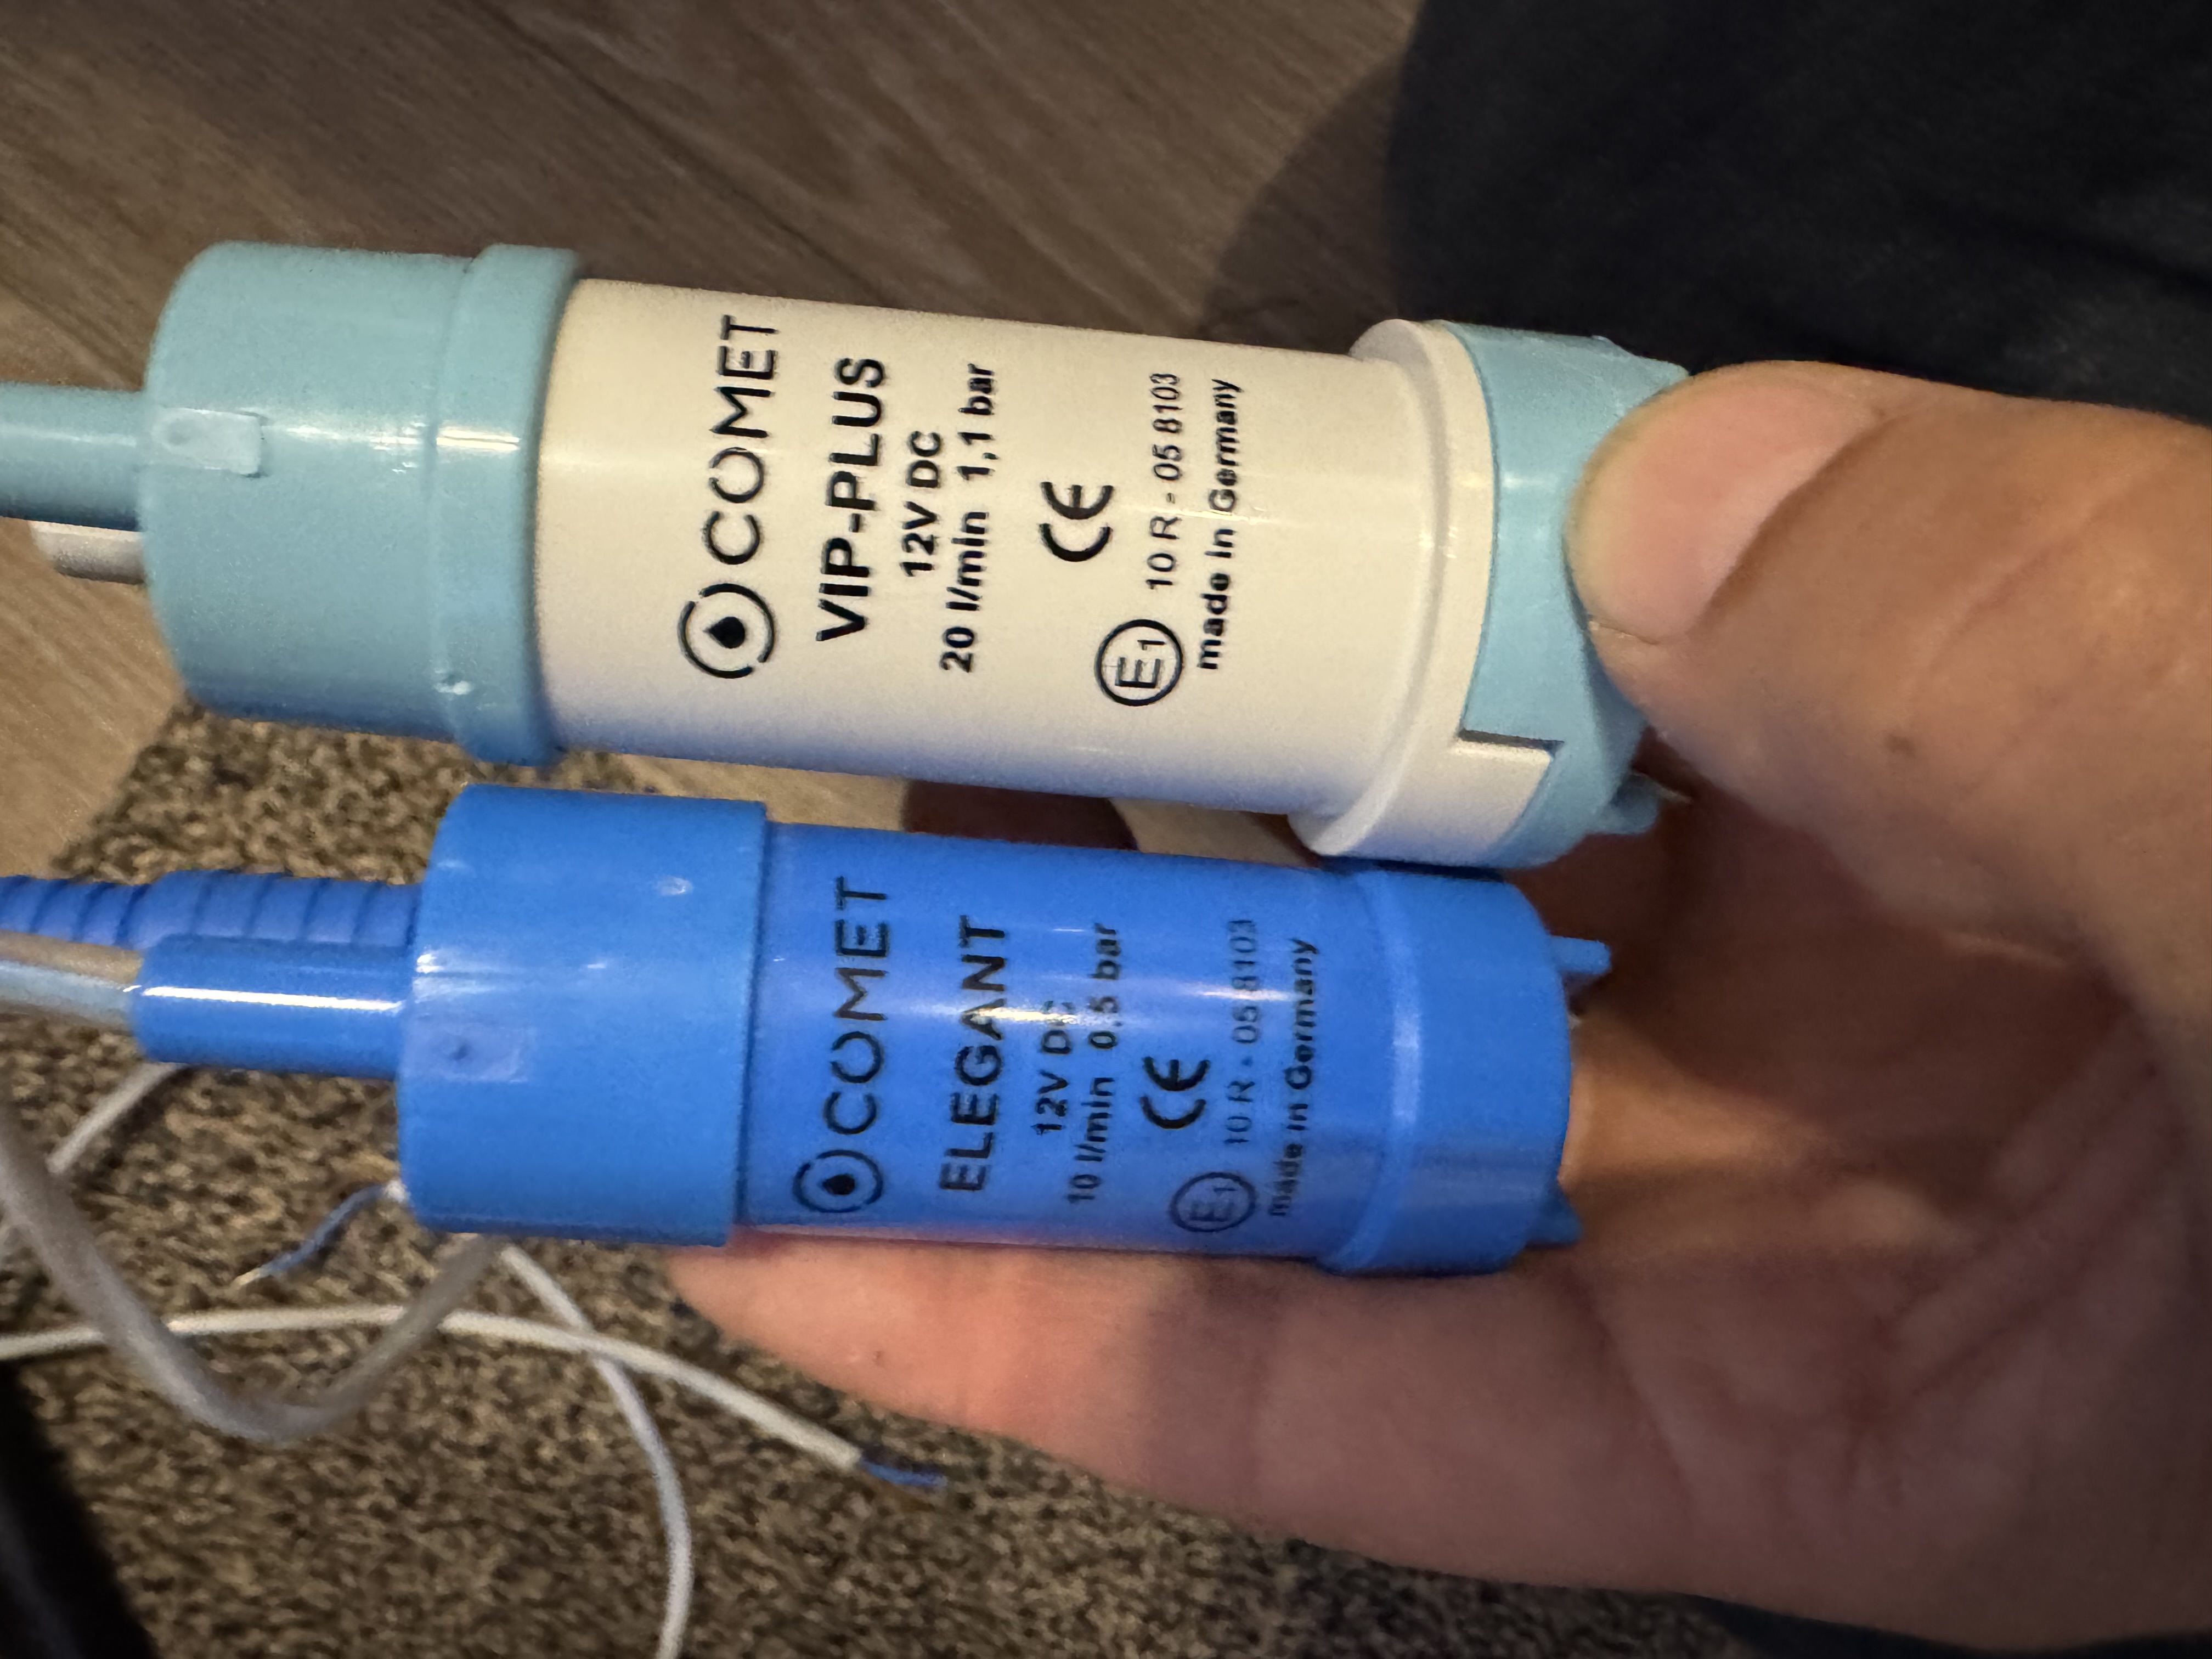 COMET
VIP-PLUS
12V DC
20 l/min 1,1 bar
CE
E1 10 R - 05 8103
made in Germany
COMET
ELEGANT
12V DC
10 l/min 0,5 bar
CE
E1 10 R - 05 8103
made in Germany